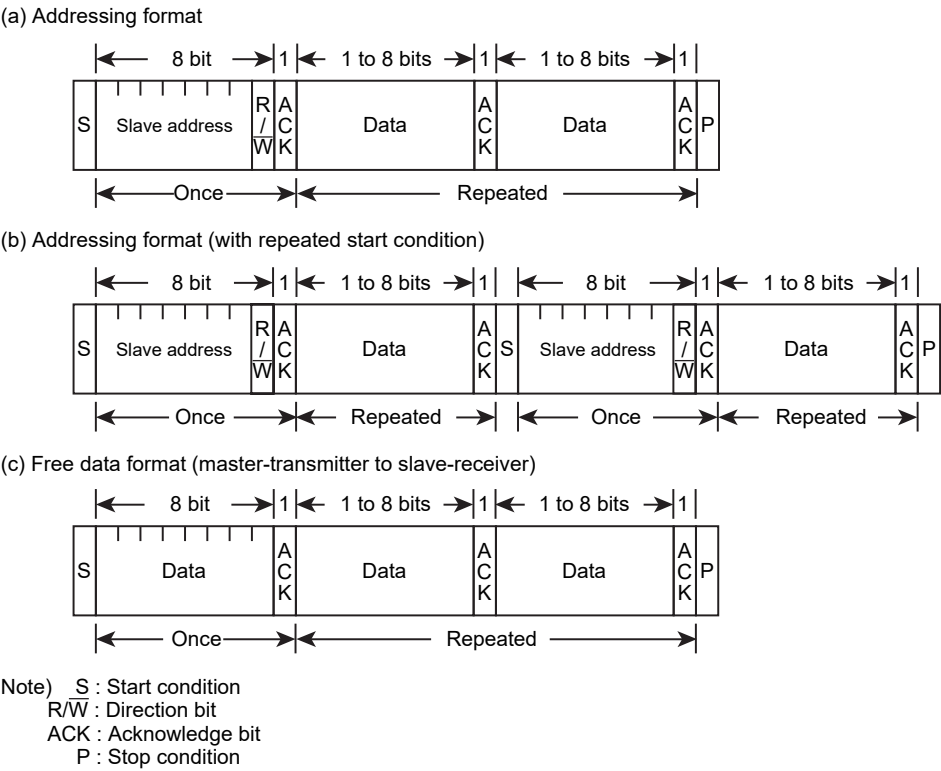 (a) Addressing format
8 bit 1 1 to 8 bits 1 1 to 8 bits 1
S Slave address R/W̅ ACK Data ACK Data ACK P
Once Repeated
(b) Addressing format (with repeated start condition)
8 bit 1 1 to 8 bits 1 8 bit 1 1 to 8 bits 1
S Slave address R/W̅ ACK Data ACK S Slave address R/W̅ ACK Data ACK P
Once Repeated Once Repeated
(c) Free data format (master-transmitter to slave-receiver)
8 bit 1 1 to 8 bits 1 1 to 8 bits 1
S Data ACK Data ACK Data ACK P
Once Repeated
Note) S : Start condition
R/W̅ : Direction bit
ACK : Acknowledge bit
P : Stop condition